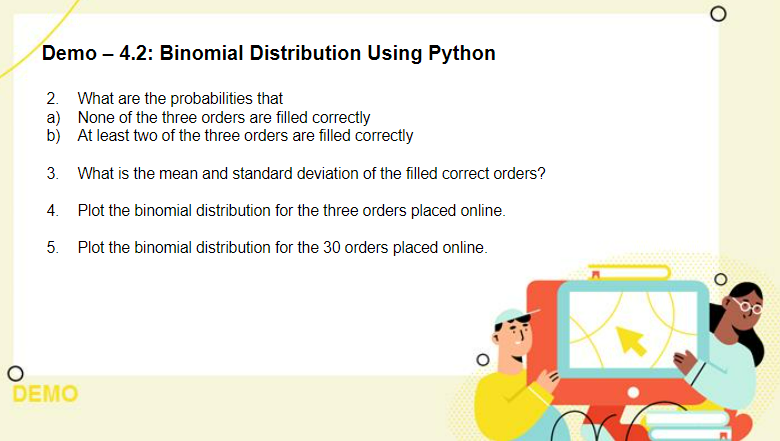 Demo – 4.2: Binomial Distribution Using Python
2. What are the probabilities that
a) None of the three orders are filled correctly
b) At least two of the three orders are filled correctly
3. What is the mean and standard deviation of the filled correct orders?
4. Plot the binomial distribution for the three orders placed online.
5. Plot the binomial distribution for the 30 orders placed online.
DEMO